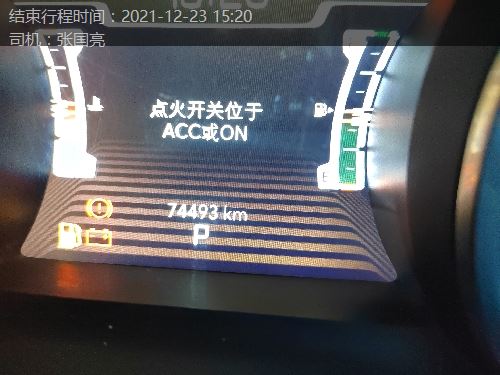 结束行程时间：2021-12-23 15:20
司机：张国亮
点火开关位于
ACC或ON
E
74493 km
P